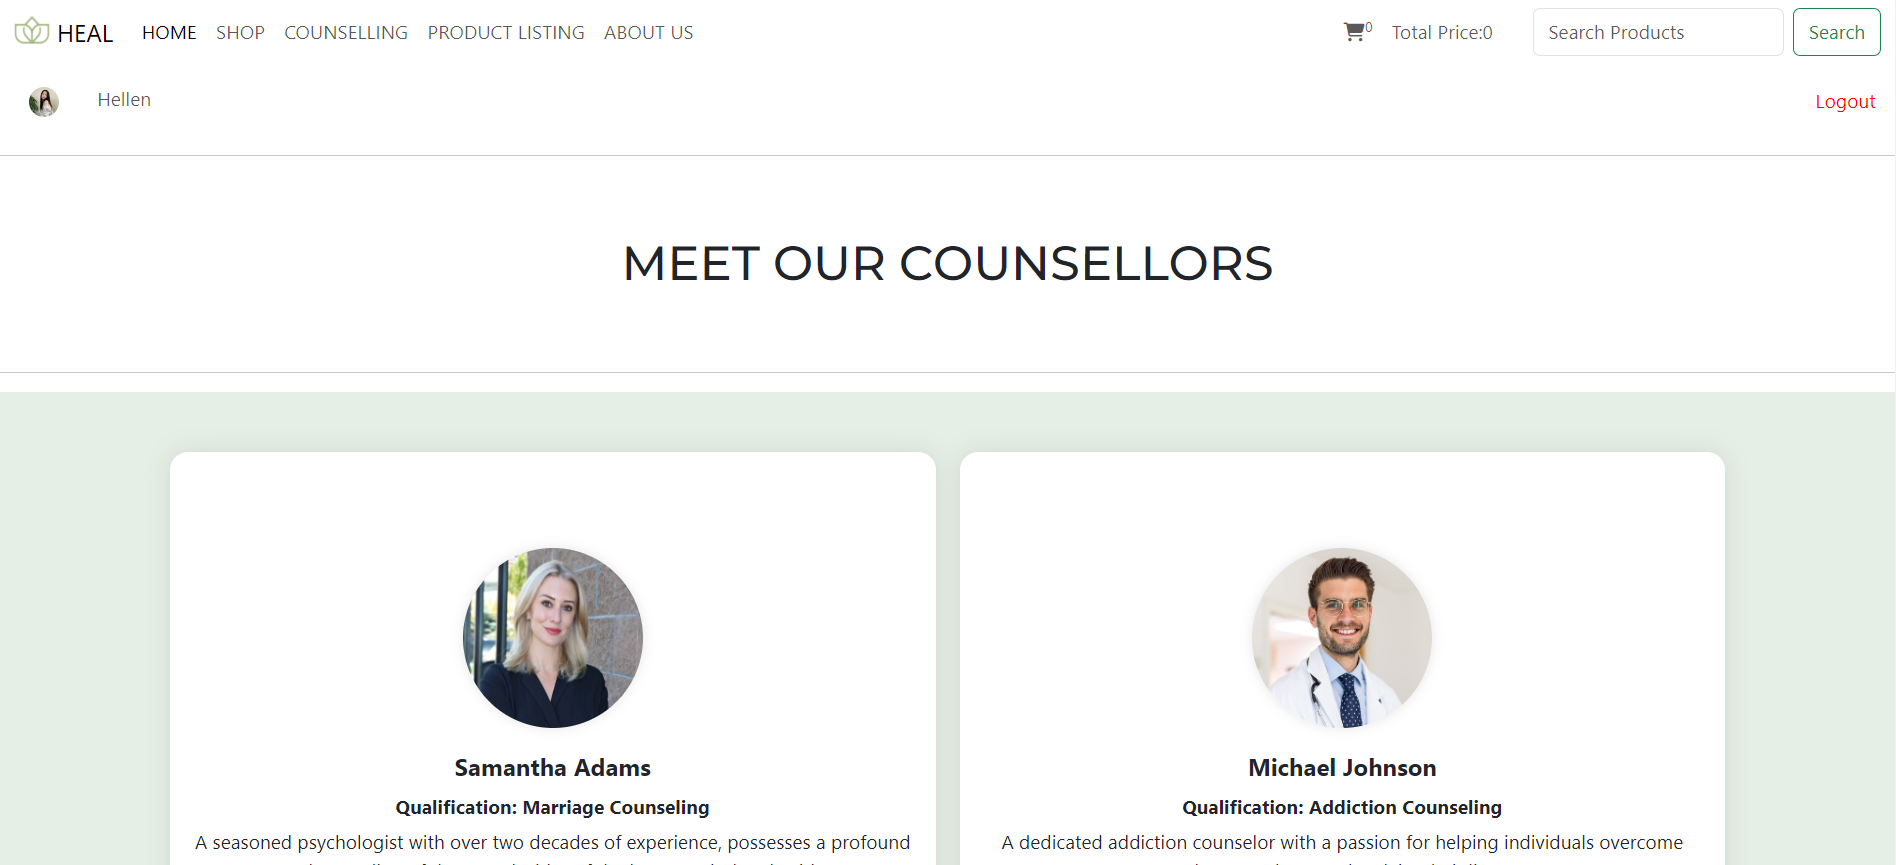 HEAL HOME SHOP COUNSELLING PRODUCT LISTING ABOUT US 0 Total Price:0 Search Products Search
Hellen Logout
MEET OUR COUNSELLORS
Samantha Adams
Qualification: Marriage Counseling
A seasoned psychologist with over two decades of experience, possesses a profound
Michael Johnson
Qualification: Addiction Counseling
A dedicated addiction counselor with a passion for helping individuals overcome